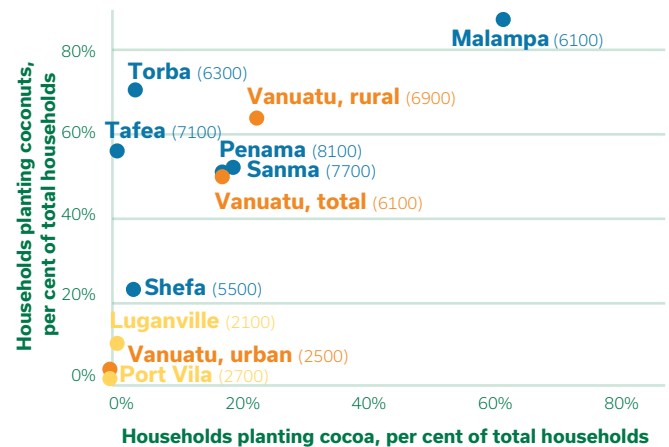 Households planting coconuts,
per cent of total households
80%
60%
40%
20%
0%
Malampa (6100)
Torba (6300)
Vanuatu, rural (6900)
Tafea (7100)
Penama (8100)
Sanma (7700)
Vanuatu, total (6100)
Shefa (5500)
Luganville (2100)
Vanuatu, urban (2500)
Port Vila (2700)
0% 20% 40% 60% 80%
Households planting cocoa, per cent of total households